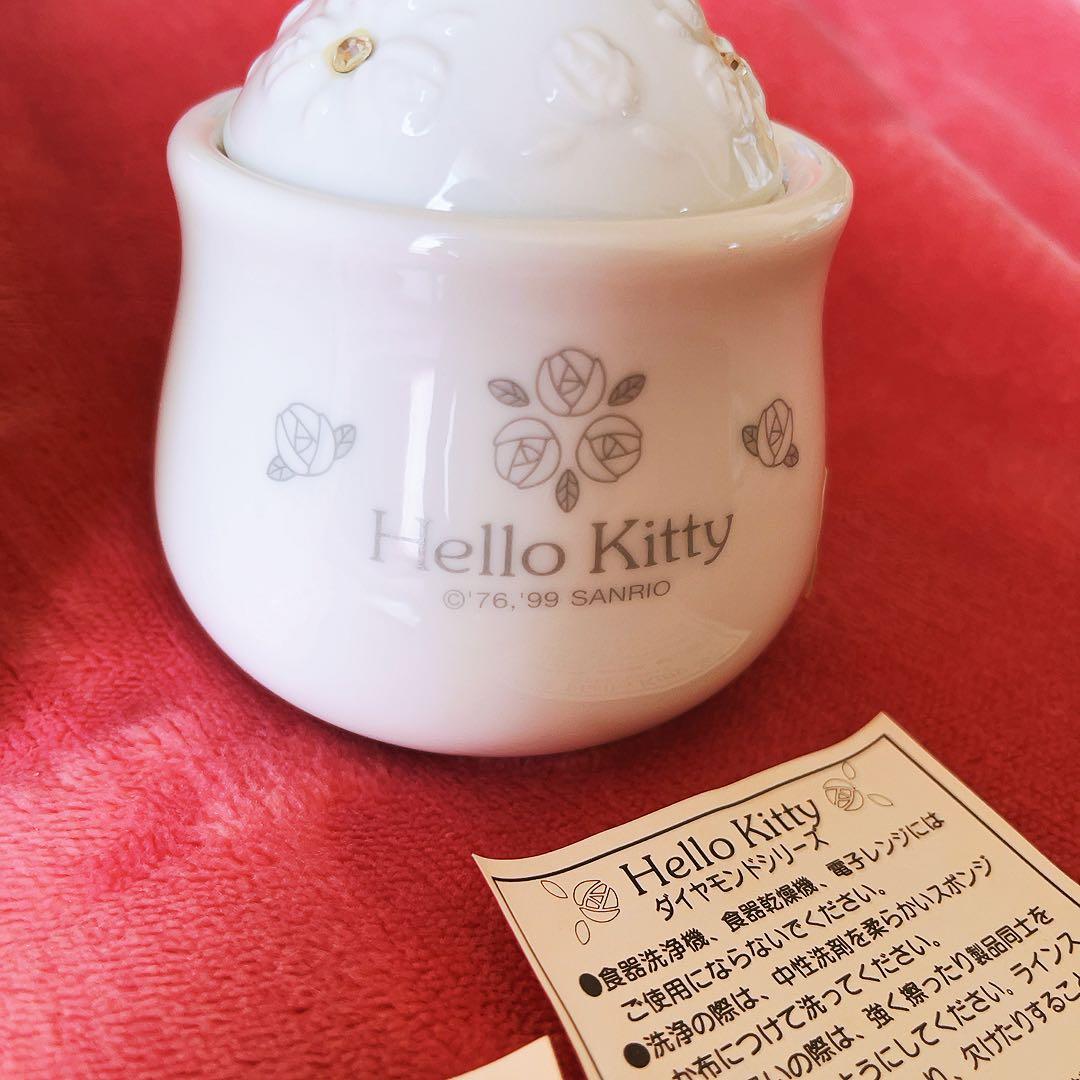 Hello Kitty
©'76,'99 SANRIO
Hello Kitty
ダイヤモンドシリーズ
●食器洗浄機、食器乾燥機、電子レンジには
ご使用にならないでください。
●洗浄の際は、中性洗剤を柔らかいスポンジ
か布につけて洗ってください。
いの際は、強く擦ったり製品同士を
ようにしてください。ラインス
り、欠けたりすること